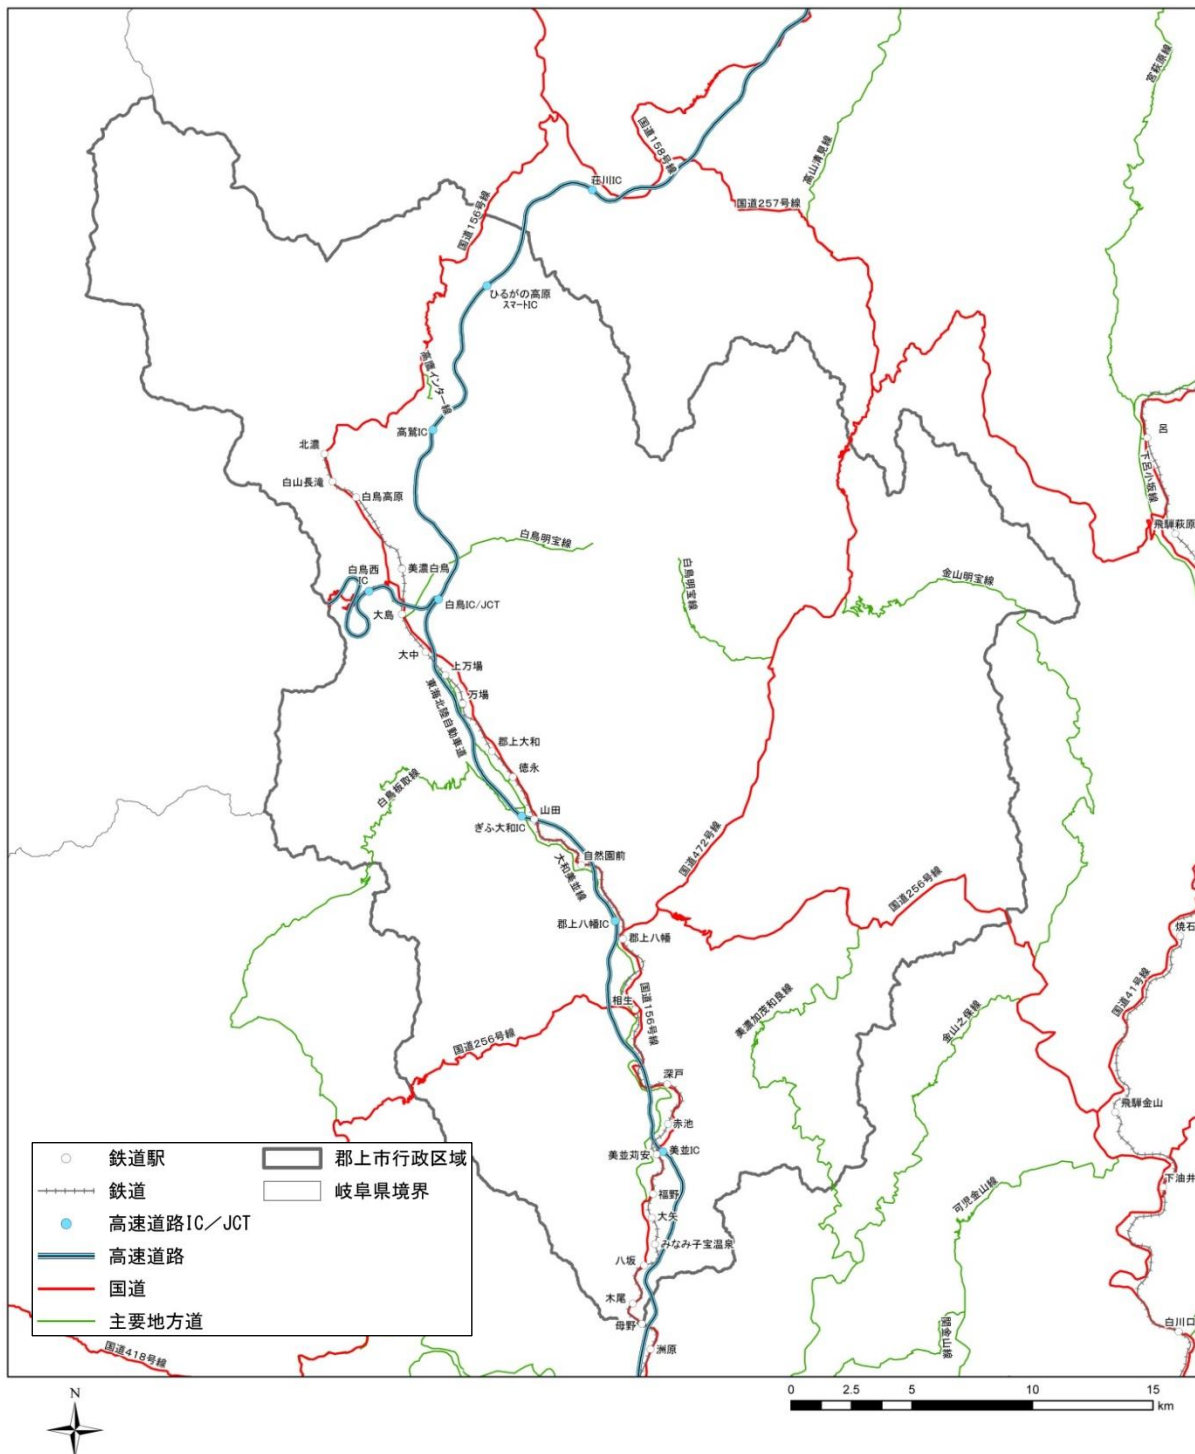 宮萩原線
国道158号線
高山清見線
荘川IC
国道257号線
国道156号線
ひるがの高原
スマートIC
高鷲インター線
高鷲IC
北濃
白山長滝
白鳥高原
呂
下呂小坂線
飛騨萩原
白鳥明宝線
美濃白鳥
白鳥西
IC
白鳥明宝線
金山明宝線
白鳥IC/JCT
大島
大中
上万場
万場
東海北陸自動車道
郡上大和
徳永
白鳥板取線
山田
ぎふ大和IC
自然園前
大和美並線
国道472号線
国道256号線
郡上八幡IC
郡上八幡
焼石
相生
国道156号線
国道256号線
美濃加茂和良線
金山之保線
国道41号線
深戸
飛騨金山
赤池
美並苅安
美並IC
下油井
可児金山線
福野
大矢
みなみ子宝温泉
八坂
木尾
母野
洲原
白川口
関金山線
国道418号線
鉄道駅
郡上市行政区域
鉄道
岐阜県境界
高速道路IC／JCT
高速道路
国道
主要地方道
N
0 2.5 5 10 15
km